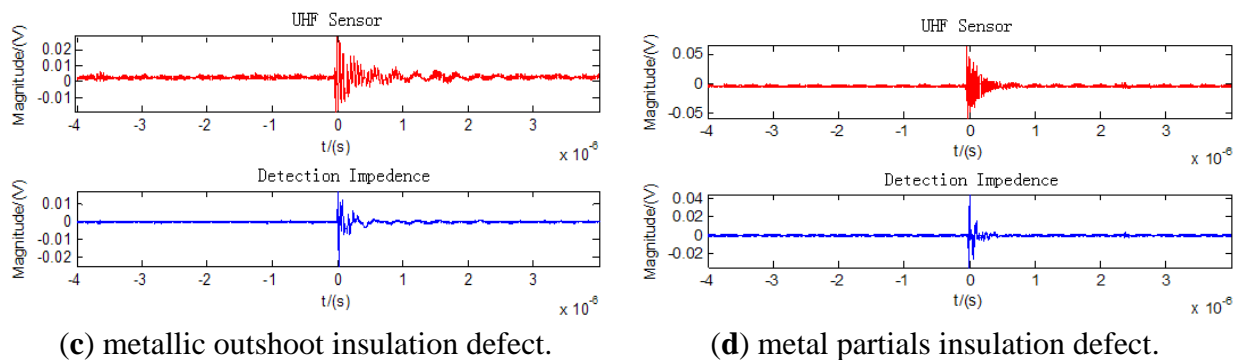 UHF Sensor
Magnitude/(V)
0.02
0.01
0
-0.01
-4 -3 -2 -1 0 1 2 3
t/(s)
x 10⁻⁶
Detection Impedence
Magnitude/(V)
0.01
0
-0.01
-0.02
-4 -3 -2 -1 0 1 2 3
t/(s)
x 10⁻⁶
(c) metallic outshoot insulation defect.
UHF Sensor
Magnitude/(V)
0.05
0
-0.05
-4 -3 -2 -1 0 1 2 3
t/(s)
x 10⁻⁶
Detection Impedence
Magnitude/(V)
0.04
0.02
0
-0.02
-4 -3 -2 -1 0 1 2 3
t/(s)
x 10⁻⁶
(d) metal partials insulation defect.